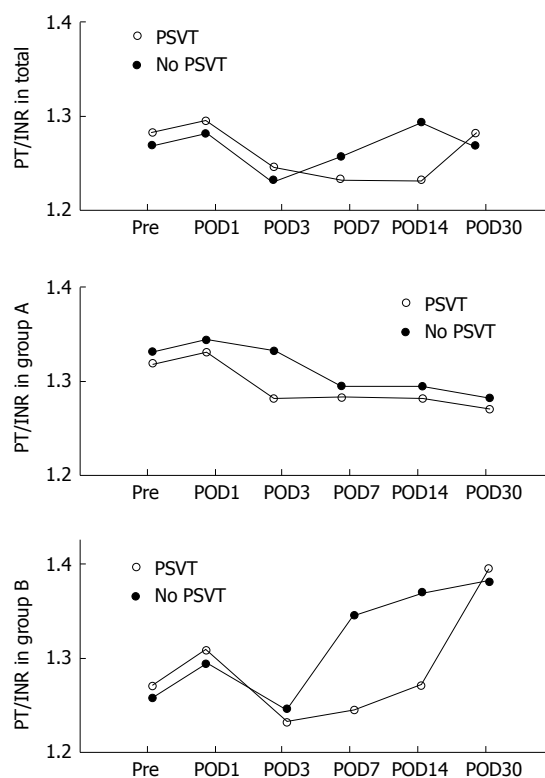 PT/INR in total
1.4
1.3
1.2
PSVT
No PSVT
Pre POD1 POD3 POD7 POD14 POD30
PT/INR in group A
1.4
1.3
1.2
PSVT
No PSVT
Pre POD1 POD3 POD7 POD14 POD30
PT/INR in group B
1.4
1.3
1.2
PSVT
No PSVT
Pre POD1 POD3 POD7 POD14 POD30